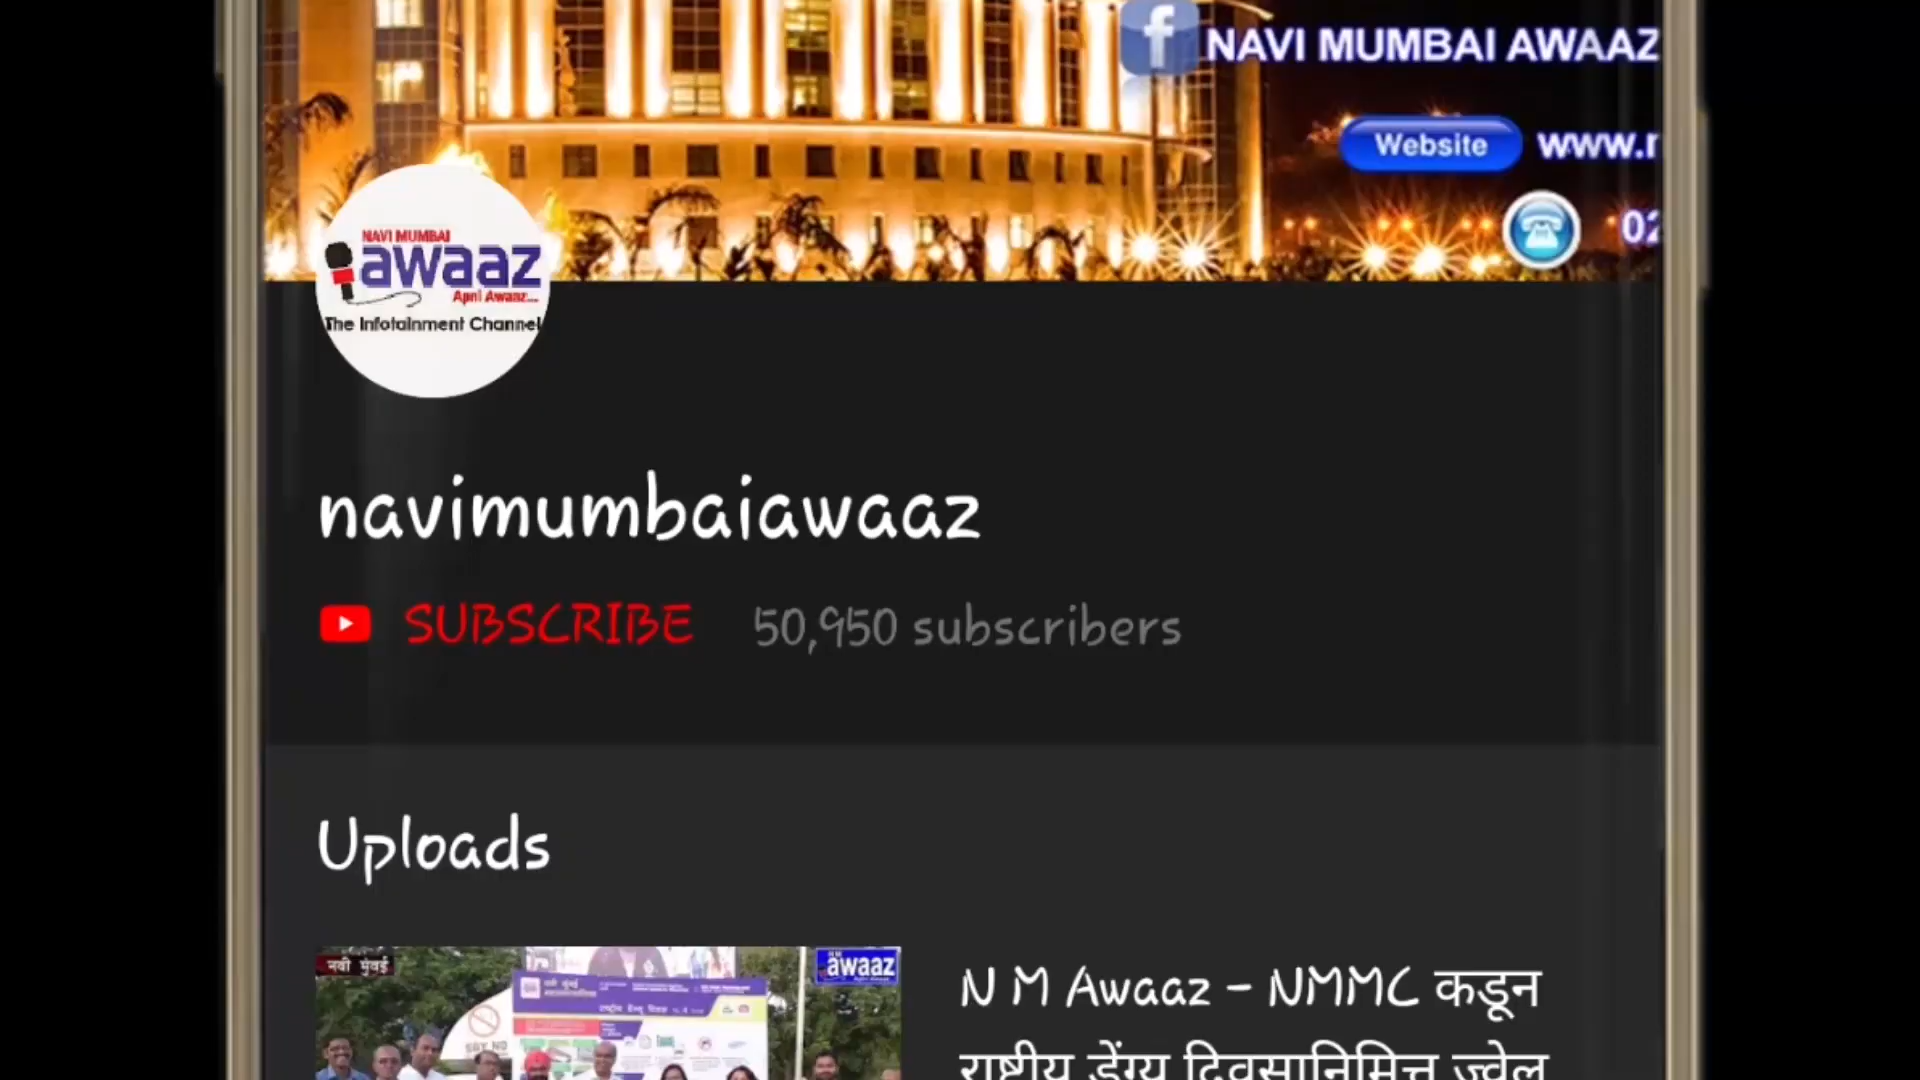 NAVI MUMBAI AWAAZ
Website www.
02
NAVI MUMBAI
awaaz
Apni Awaaz...
The Infotainment Channel
navimumbaiawaaz
SUBSCRIBE 50,950 subscribers
Uploads
नवी मुंबई
awaaz
N M Awaaz - NMMC कडून
राष्ट्रीय डेंग्यू दिवसानिमित्त ज्वेल